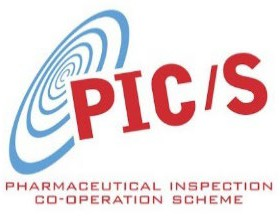 PIC/S
PHARMACEUTICAL INSPECTION
CO-OPERATION SCHEME